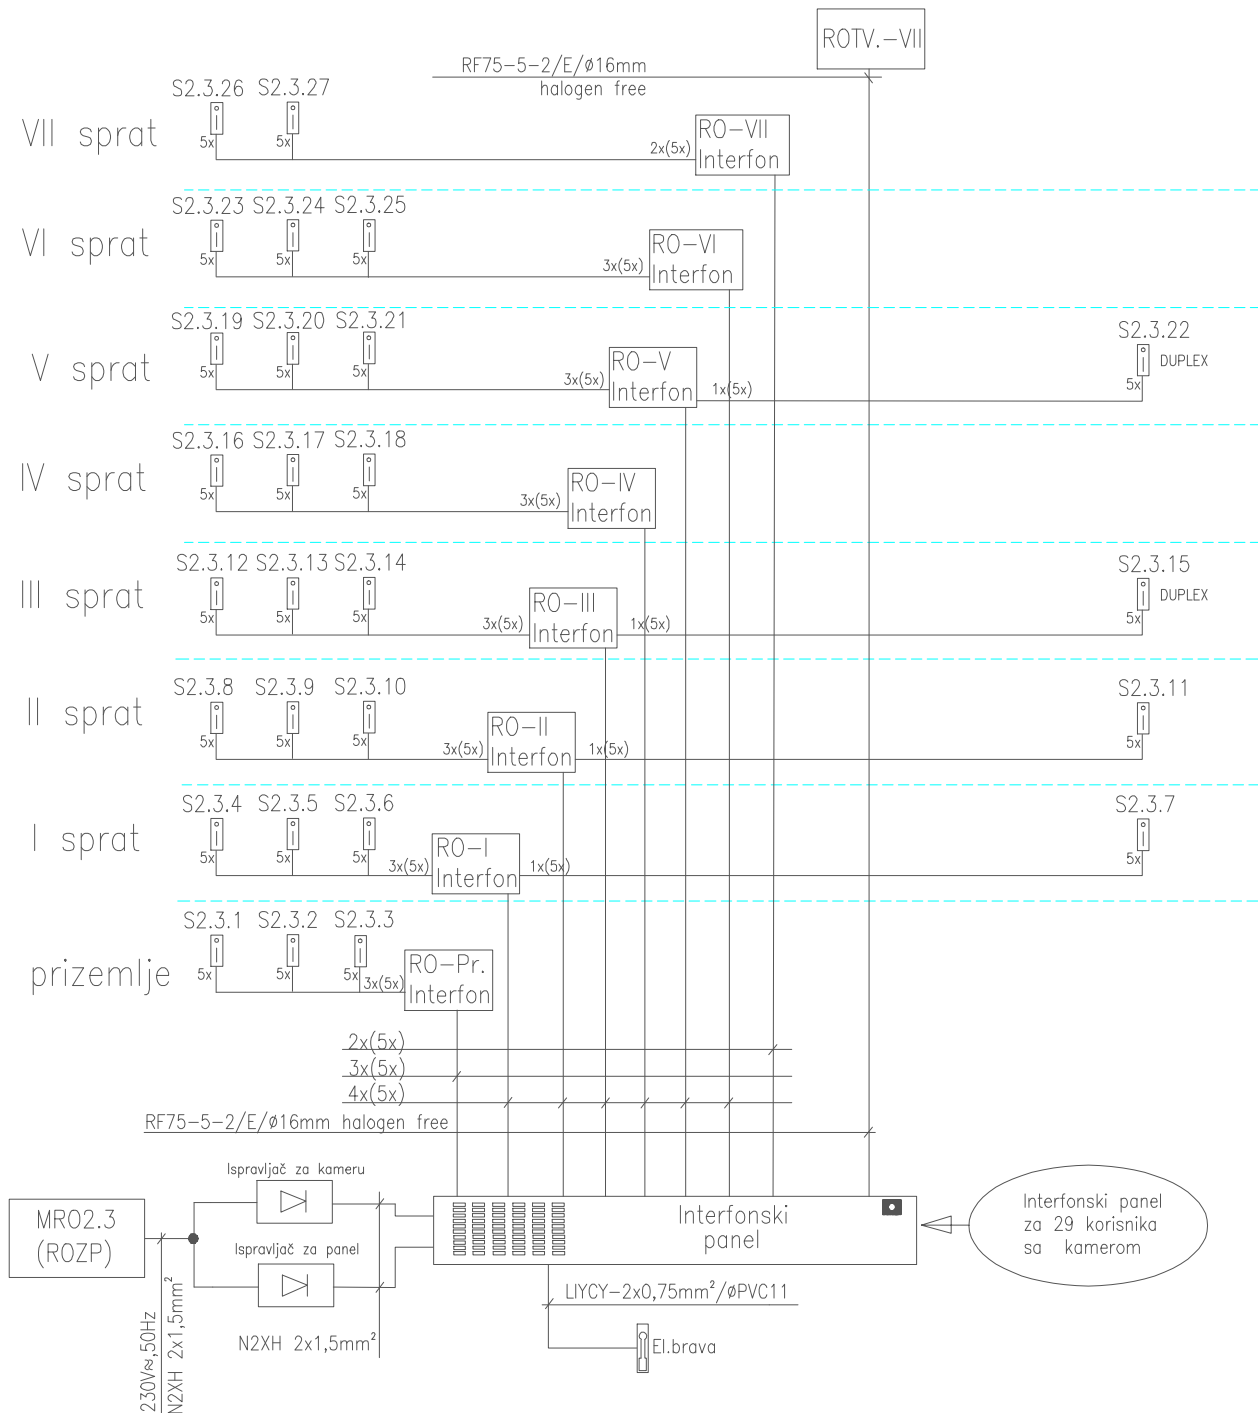 ROTV.-VII
RF75-5-2/E/ø16mm
halogen free
S2.3.26 S2.3.27
VII sprat
5x 5x
2x(5x)
RO-VII
Interfon
S2.3.23 S2.3.24 S2.3.25
VI sprat
5x 5x 5x
3x(5x)
RO-VI
Interfon
S2.3.19 S2.3.20 S2.3.21
S2.3.22
DUPLEX
V sprat
5x 5x 5x
3x(5x)
RO-V
Interfon
1x(5x)
5x
S2.3.16 S2.3.17 S2.3.18
IV sprat
5x 5x 5x
3x(5x)
RO-IV
Interfon
S2.3.12 S2.3.13 S2.3.14
S2.3.15
DUPLEX
III sprat
5x 5x 5x
3x(5x)
RO-III
Interfon
1x(5x)
5x
S2.3.8 S2.3.9 S2.3.10
S2.3.11
II sprat
5x 5x 5x
3x(5x)
RO-II
Interfon
1x(5x)
5x
S2.3.4 S2.3.5 S2.3.6
S2.3.7
I sprat
5x 5x 5x
3x(5x)
RO-I
Interfon
1x(5x)
5x
S2.3.1 S2.3.2 S2.3.3
prizemlje
5x 5x 5x
3x(5x)
RO-Pr.
Interfon
2x(5x)
3x(5x)
4x(5x)
RF75-5-2/E/ø16mm halogen free
Ispravljač za kameru
MRO2.3
(ROZP)
Ispravljač za panel
Interfonski
panel
Interfonski panel
za 29 korisnika
sa kamerom
LIYCY-2x0,75mm²/øPVC11
N2XH 2x1,5mm²
El.brava
230V≈,50Hz
N2XH 2x1,5mm²